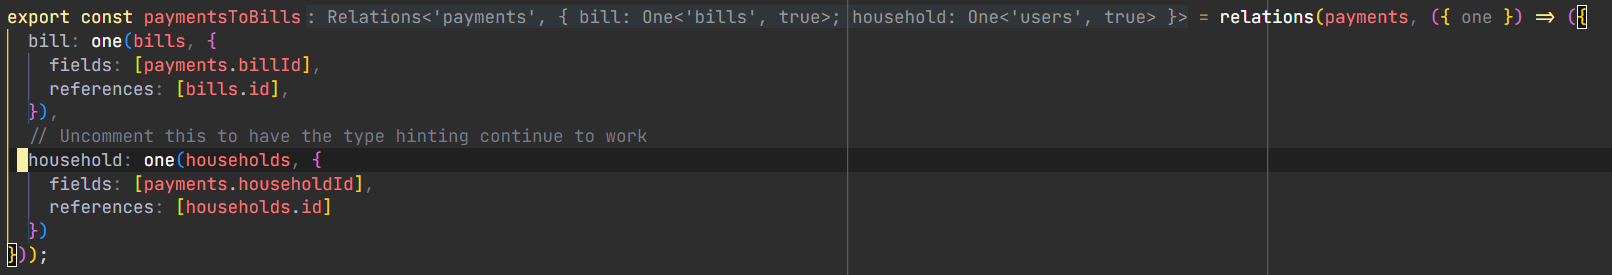 export const paymentsToBills: Relations<'payments', { bill: One<'bills', true>; household: One<'users', true> }> = relations(payments, ({ one }) => ({
  bill: one(bills, {
    fields: [payments.billId],
    references: [bills.id],
  }),
  // Uncomment this to have the type hinting continue to work
  household: one(households, {
    fields: [payments.householdId],
    references: [households.id]
  })
}));